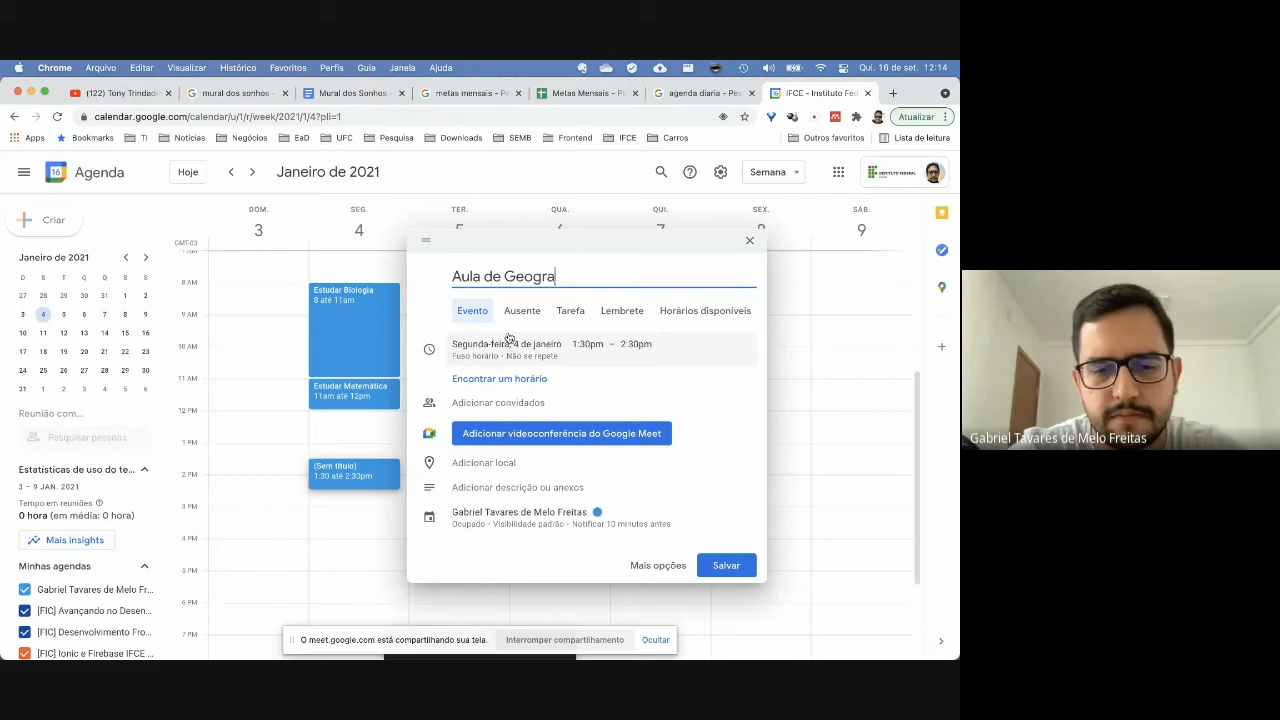 Chrome Arquivo Editar Visualizar Histórico Favoritos Perfis Guia Janela Ajuda Qui. 16 de set. 12:14
(122) Tony Trindad mural dos sonhos - Mural dos Sonhos - metas mensais - Pe Metas Mensais - Pl agenda diaria - Pes IFCE - Instituto Fed
calendar.google.com/calendar/u/1/r/week/2021/1/4?pli=1 Atualizar
Apps Bookmarks TI Notícias Negócios EaD UFC Pesquisa Downloads SEMB Frontend IFCE Carros Outros favoritos Lista de leitura
16 Agenda Hoje Janeiro de 2021 Semana INSTITUTO FEDERAL
Criar
DOM. SEG. TER. QUA. QUI. SEX. SÁB.
3 4 5 6 7 8 9
GMT-03
Janeiro de 2021
D S T Q Q S S
27 28 29 30 31 1 2
3 4 5 6 7 8 9
10 11 12 13 14 15 16
17 18 19 20 21 22 23
24 25 26 27 28 29 30
31 1 2 3 4 5 6
Reunião com...
Pesquisar pessoas
Estatísticas de uso do te...
3 – 9 JAN. 2021
Tempo em reuniões
0 hora (em média: 0 hora)
Mais insights
Minhas agendas
Gabriel Tavares de Melo Fr...
[FIC] Avançando no Desen...
[FIC] Desenvolvimento Fro...
[FIC] Ionic e Firebase IFCE ...
8 AM
9 AM
10 AM
11 AM
12 PM
1 PM
2 PM
3 PM
4 PM
5 PM
6 PM
7 PM
Estudar Biologia
8 até 11am
Estudar Matemática
11am até 12pm
(Sem título)
1:30 até 2:30pm
Aula de Geogra
Evento Ausente Tarefa Lembrete Horários disponíveis
Segunda-feira, 4 de janeiro 1:30pm – 2:30pm
Fuso horário · Não se repete
Encontrar um horário
Adicionar convidados
Adicionar videoconferência do Google Meet
Adicionar local
Adicionar descrição ou anexos
Gabriel Tavares de Melo Freitas
Ocupado · Visibilidade padrão · Notificar 10 minutos antes
Mais opções Salvar
O meet.google.com está compartilhando sua tela. Interromper compartilhamento Ocultar
Gabriel Tavares de Melo Freitas